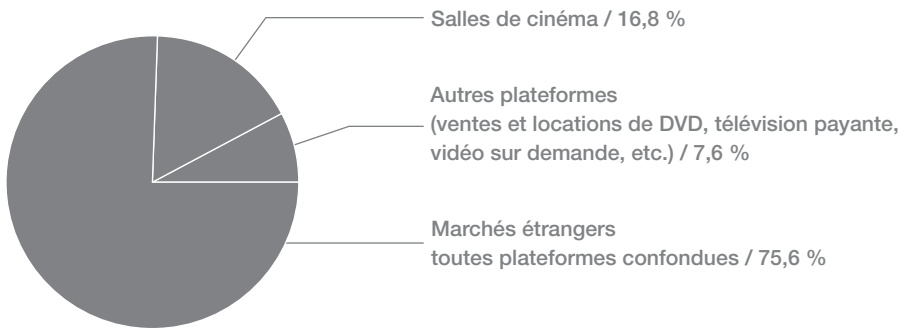 Salles de cinéma / 16,8 %
Autres plateformes
(ventes et locations de DVD, télévision payante,
vidéo sur demande, etc.) / 7,6 %
Marchés étrangers
toutes plateformes confondues / 75,6 %